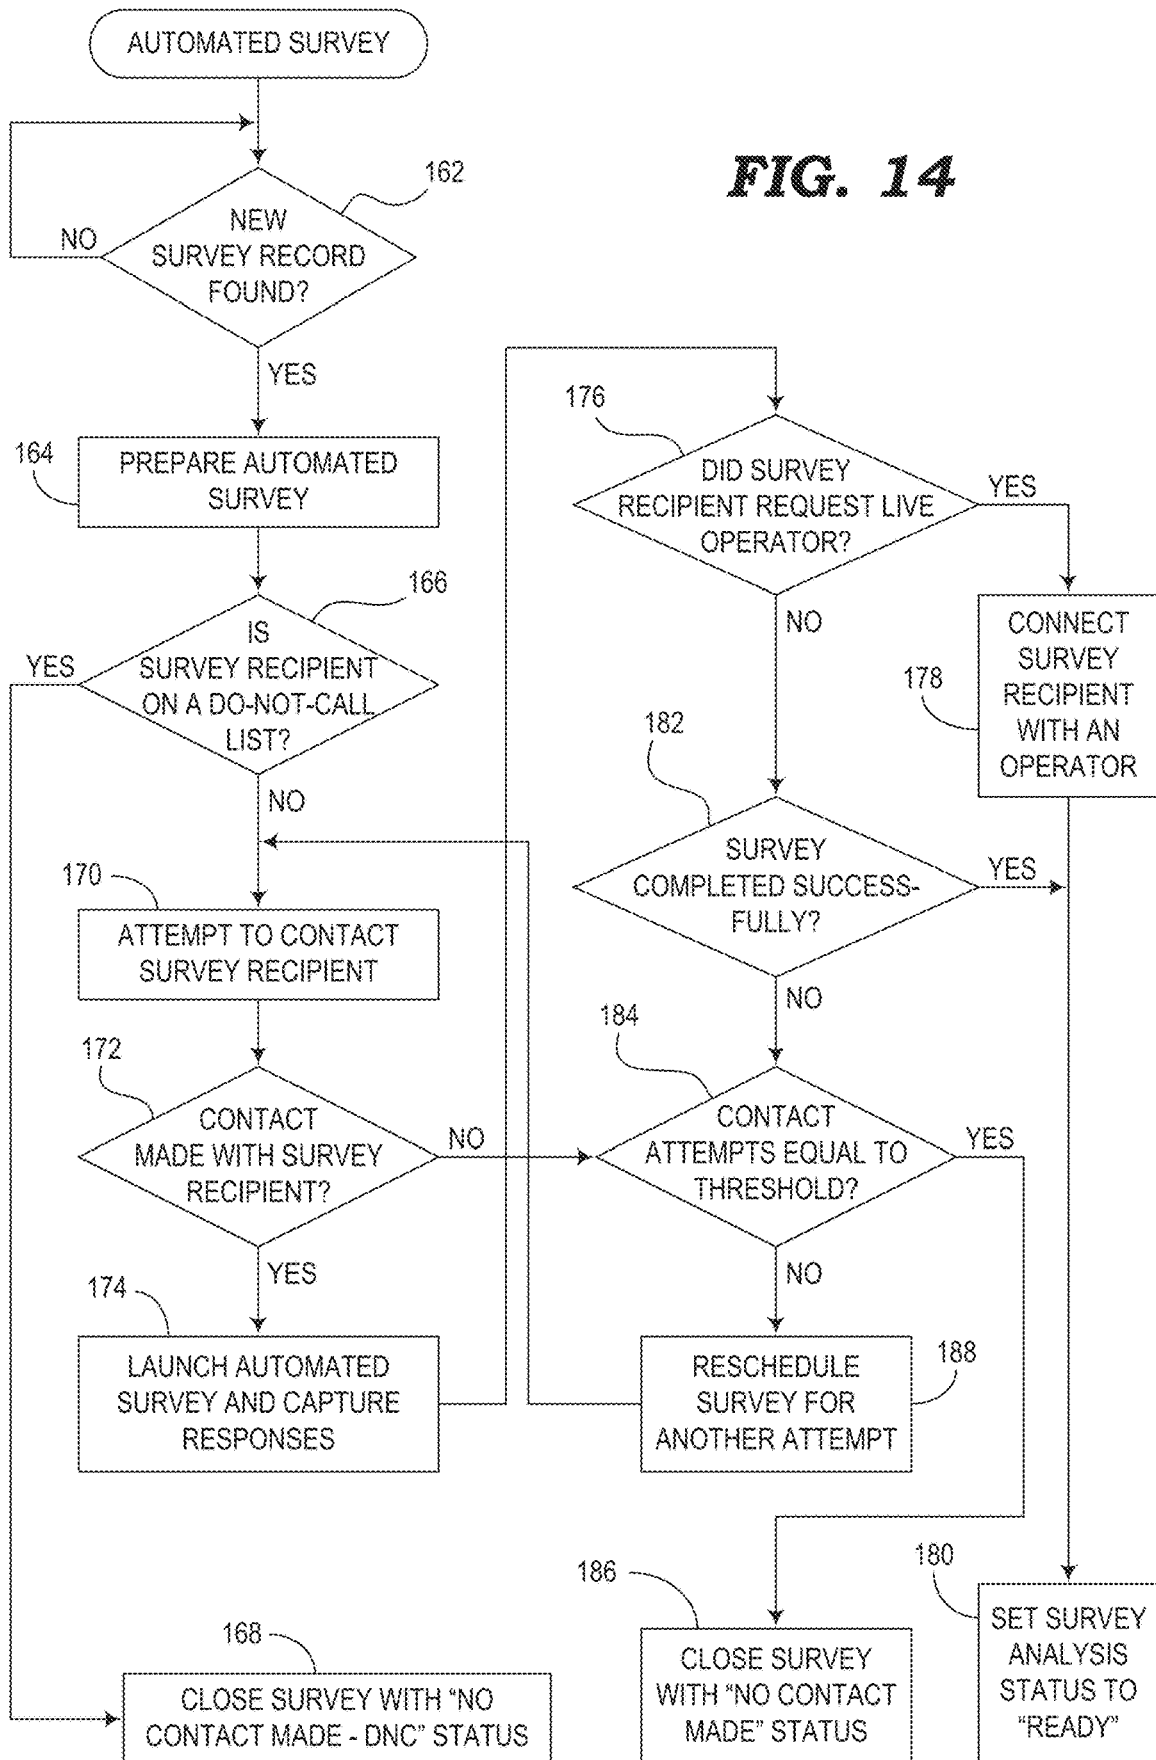 AUTOMATED SURVEY
FIG. 14
162
NEW
SURVEY RECORD
FOUND?
NO
YES
164
PREPARE AUTOMATED
SURVEY
166
IS
SURVEY RECIPIENT
ON A DO-NOT-CALL
LIST?
YES
NO
170
ATTEMPT TO CONTACT
SURVEY RECIPIENT
172
CONTACT
MADE WITH SURVEY
RECIPIENT?
NO
YES
174
LAUNCH AUTOMATED
SURVEY AND CAPTURE
RESPONSES
176
DID SURVEY
RECIPIENT REQUEST LIVE
OPERATOR?
YES
NO
178
CONNECT
SURVEY
RECIPIENT
WITH AN
OPERATOR
182
SURVEY
COMPLETED SUCCESS-
FULLY?
YES
NO
184
CONTACT
ATTEMPTS EQUAL TO
THRESHOLD?
YES
NO
188
RESCHEDULE
SURVEY FOR
ANOTHER ATTEMPT
168
CLOSE SURVEY WITH “NO
CONTACT MADE - DNC” STATUS
186
CLOSE SURVEY
WITH “NO CONTACT
MADE” STATUS
180
SET SURVEY
ANALYSIS
STATUS TO
“READY”